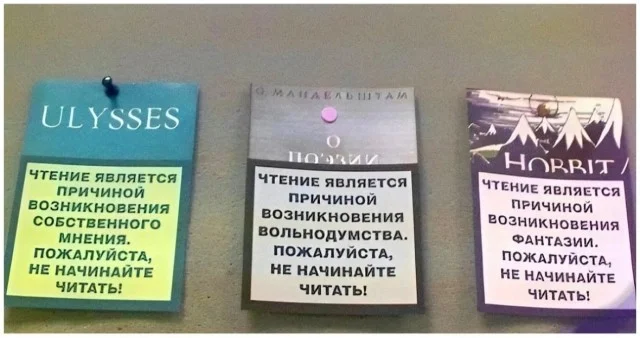 ULYSSES
ЧТЕНИЕ ЯВЛЯЕТСЯ
ПРИЧИНОЙ
ВОЗНИКНОВЕНИЯ
СОБСТВЕННОГО
МНЕНИЯ.
ПОЖАЛУЙСТА,
НЕ НАЧИНАЙТЕ
ЧИТАТЬ!
О МАНДЕЛЬШТАМ
О
ПОЭЗИИ
ЧТЕНИЕ ЯВЛЯЕТСЯ
ПРИЧИНОЙ
ВОЗНИКНОВЕНИЯ
ВОЛЬНОДУМСТВА.
ПОЖАЛУЙСТА,
НЕ НАЧИНАЙТЕ
ЧИТАТЬ!
HOBBIT
ЧТЕНИЕ ЯВЛЯЕТСЯ
ПРИЧИНОЙ
ВОЗНИКНОВЕНИЯ
ФАНТАЗИИ.
ПОЖАЛУЙСТА,
НЕ НАЧИНАЙТЕ
ЧИТАТЬ!